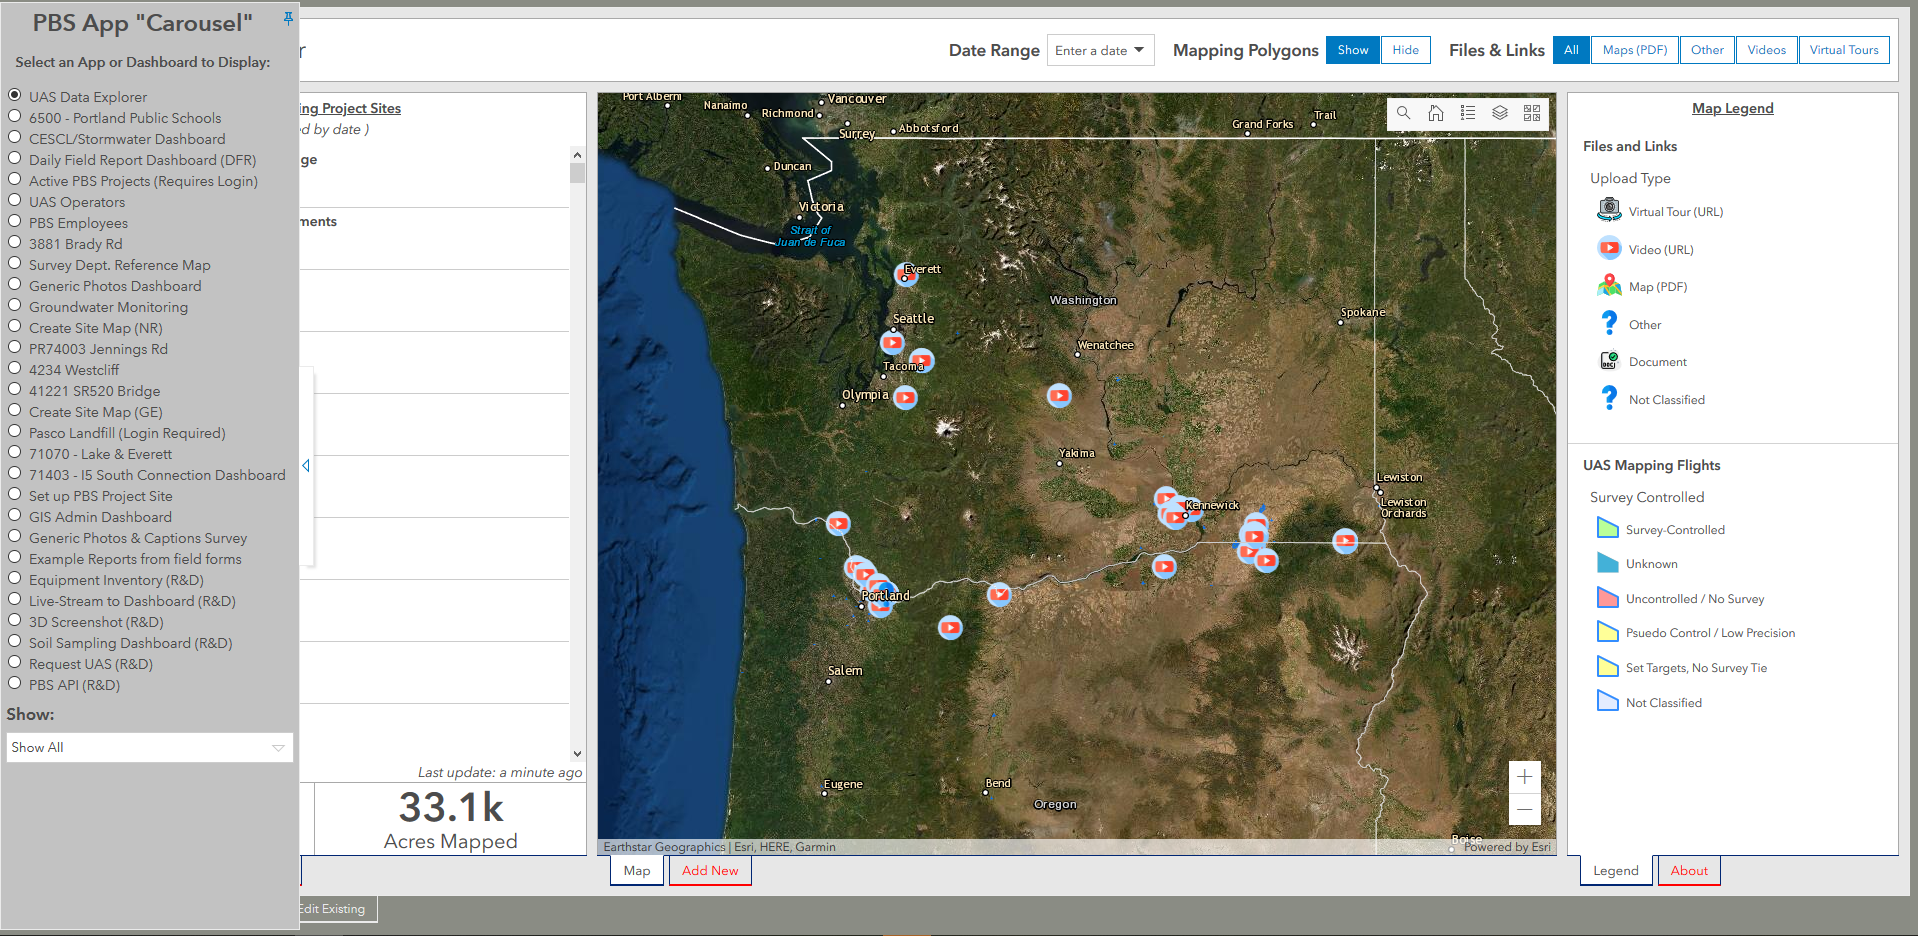 PBS App "Carousel"
Select an App or Dashboard to Display:
UAS Data Explorer
6500 - Portland Public Schools
CESCL/Stormwater Dashboard
Daily Field Report Dashboard (DFR)
Active PBS Projects (Requires Login)
UAS Operators
PBS Employees
3881 Brady Rd
Survey Dept. Reference Map
Generic Photos Dashboard
Groundwater Monitoring
Create Site Map (NR)
PR74003 Jennings Rd
4234 Westcliff
41221 SR520 Bridge
Create Site Map (GE)
Pasco Landfill (Login Required)
71070 - Lake & Everett
71403 - I5 South Connection Dashboard
Set up PBS Project Site
GIS Admin Dashboard
Generic Photos & Captions Survey
Example Reports from field forms
Equipment Inventory (R&D)
Live-Stream to Dashboard (R&D)
3D Screenshot (R&D)
Soil Sampling Dashboard (R&D)
Request UAS (R&D)
PBS API (R&D)
Show:
Show All
r
Date Range
Enter a date
Mapping Polygons
Show
Hide
Files & Links
All
Maps (PDF)
Other
Videos
Virtual Tours
ing Project Sites
ed by date )
ge
ments
Last update: a minute ago
33.1k
Acres Mapped
Edit Existing
Port Alberni
Nanaimo
Vancouver
Richmond
Surrey
Abbotsford
Grand Forks
Trail
Duncan
Victoria
Strait of
Juan de Fuca
Everett
Washington
Seattle
Spokane
Wenatchee
Tacoma
Olympia
Yakima
Lewiston
Lewiston
Orchards
Kennewick
Portland
Salem
Eugene
Bend
Oregon
Boise
Earthstar Geographics | Esri, HERE, Garmin
Powered by Esri
Map
Add New
Map Legend
Files and Links
Upload Type
Virtual Tour (URL)
Video (URL)
Map (PDF)
Other
DOC
Document
Not Classified
UAS Mapping Flights
Survey Controlled
Survey-Controlled
Unknown
Uncontrolled / No Survey
Psuedo Control / Low Precision
Set Targets, No Survey Tie
Not Classified
Legend
About